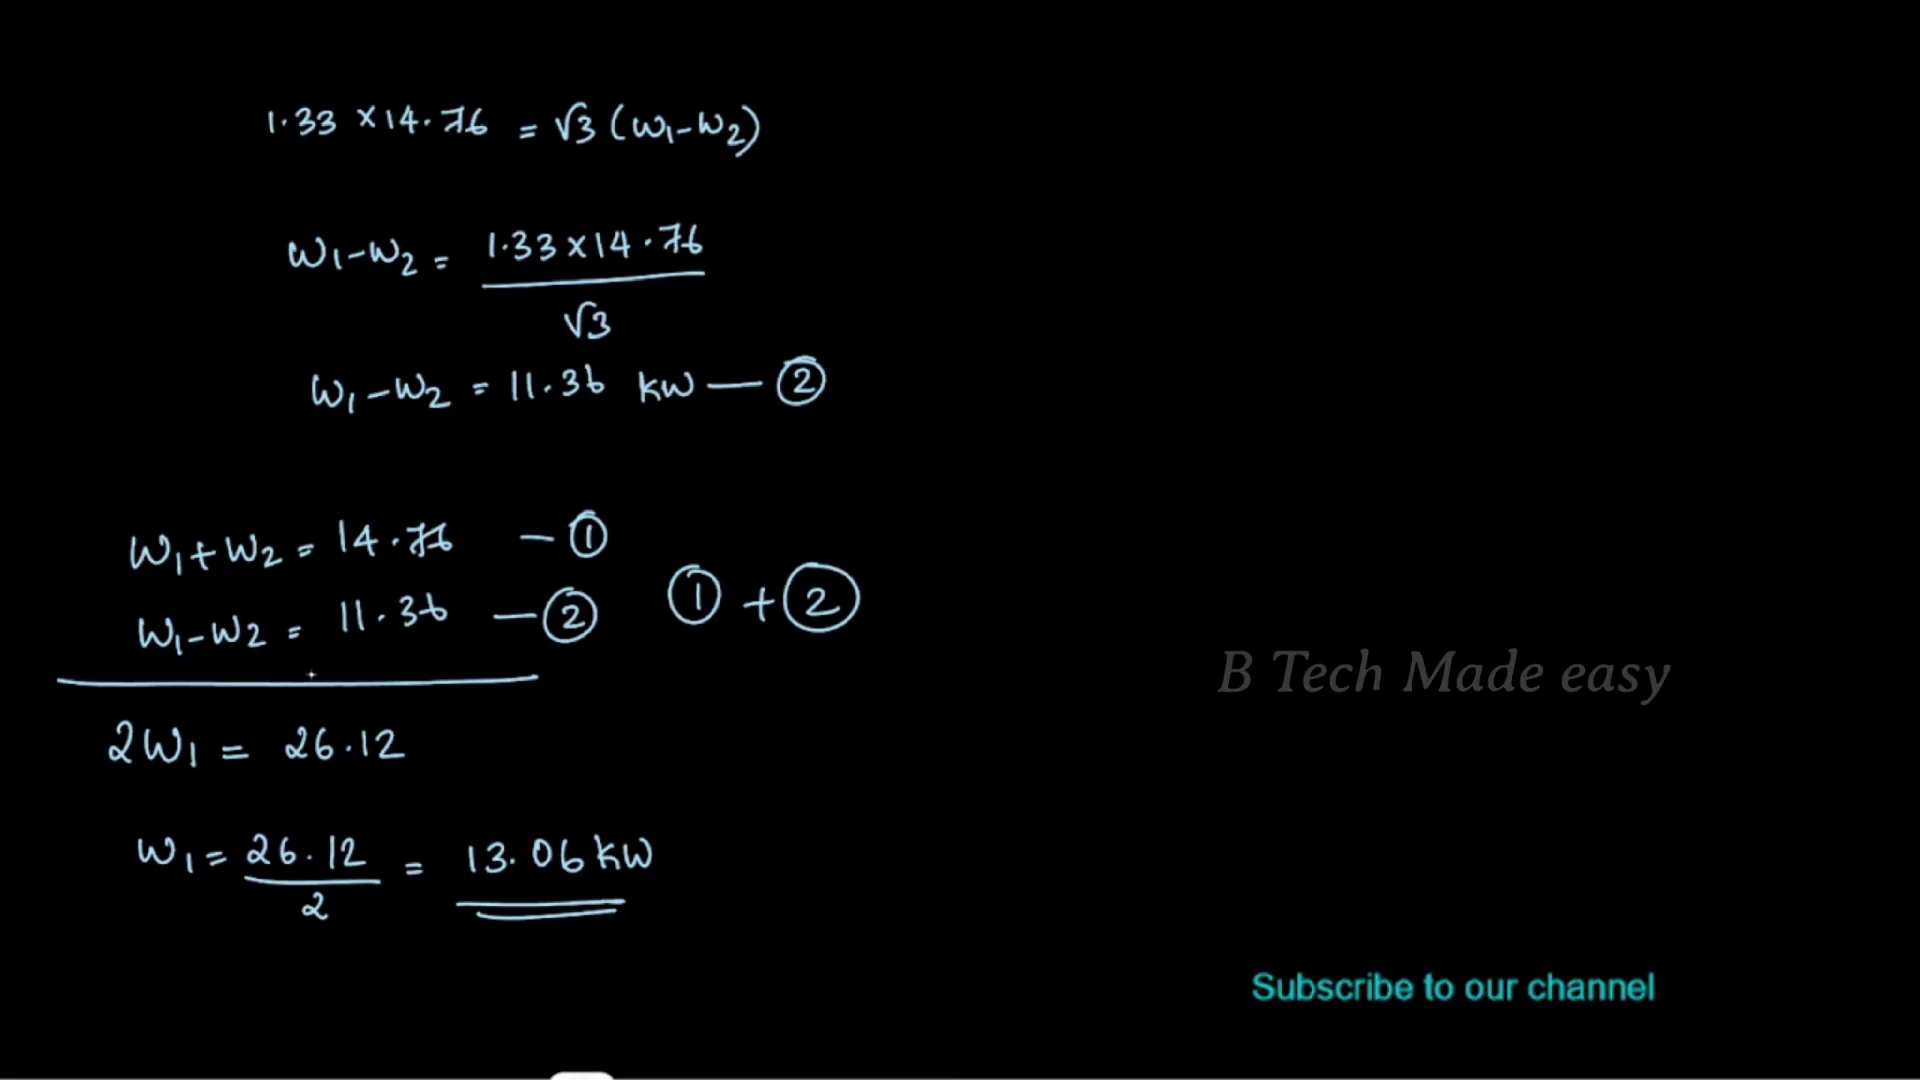 1.33 × 14.76 = √3 (W1-W2)
W1-W2 = 1.33×14.76
√3
W1-W2 = 11.36 kW — ②
W1+W2 = 14.76 — ①
W1-W2 = 11.36 — ② ① + ②
B Tech Made easy
2W1 = 26.12
W1 = 26.12 = 13.06 kW
2
Subscribe to our channel